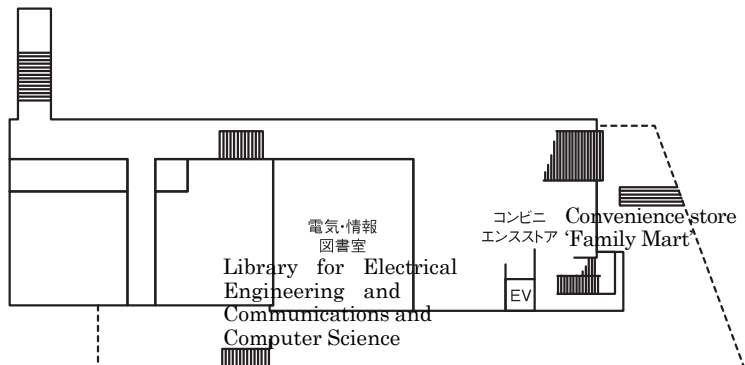 電気・情報
図書室
Library for Electrical
Engineering and
Communications and
Computer Science
コンビニ
エンスストア
Convenience store
‘Family Mart’
EV